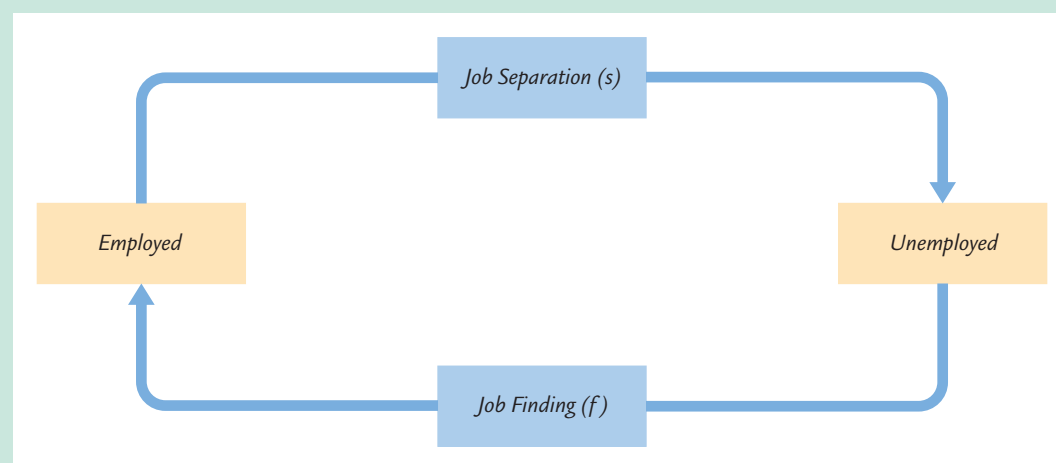 Job Separation (s)
Employed
Unemployed
Job Finding (f)